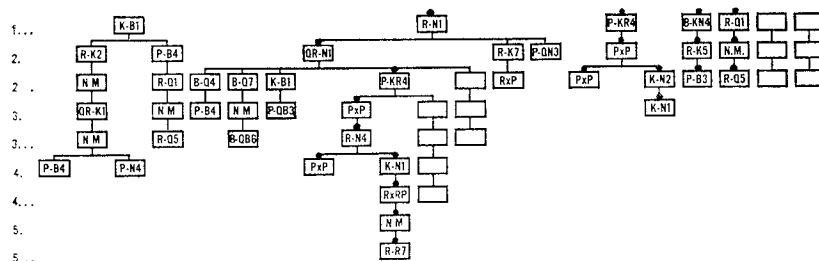 1... K-B1 R-N1 P-KR4 B-KN4 R-Q1
2. R-K2 P-B4 QR-N1 R-K7 P-QN3 PxP R-K5 N.M.
2 . . N M R-Q1 B-Q4 B-Q7 K-B1 P-KR4 RxP PxP K-N2 P-B3 R-Q5
3. QR-K1 N M P-B4 N M P-QB3 PxP K-N1
3... N M R-Q5 B-QB6 R-N4
4. P-B4 P-N4 PxP K-N1
4... RxRP
5. N M
5... R-R7